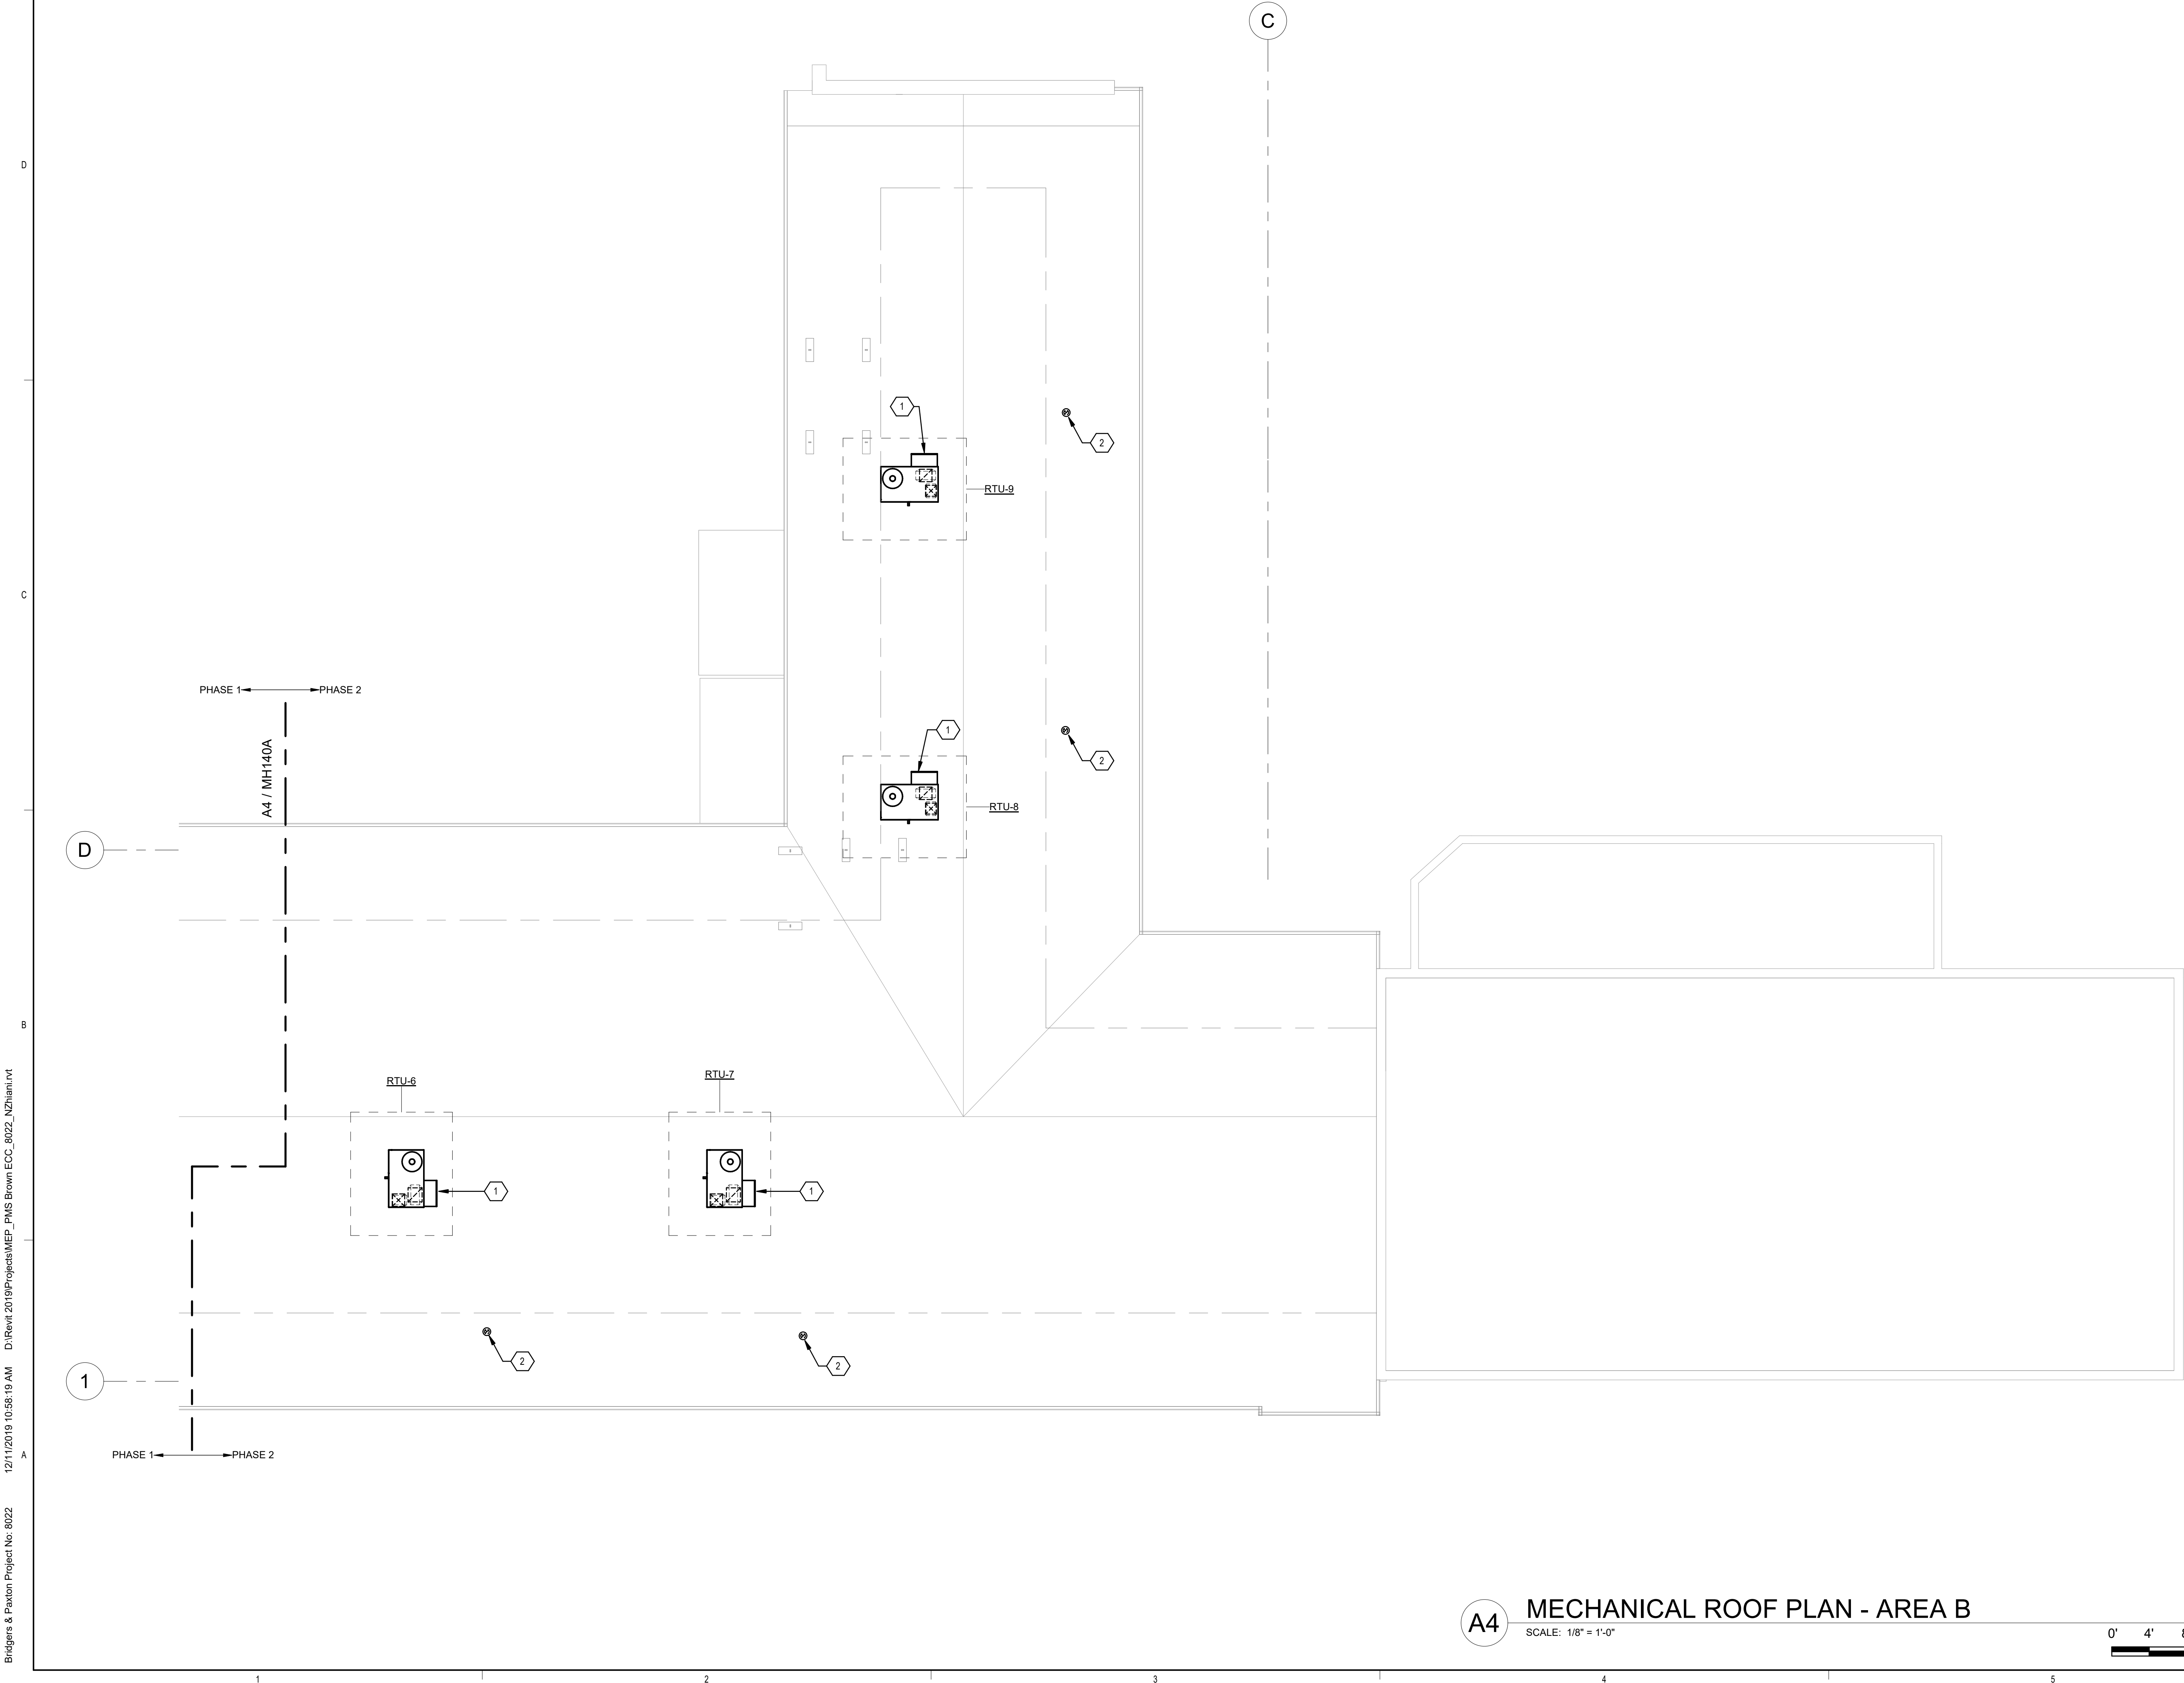 C
D
1
2
1
RTU-9
C
PHASE 1
PHASE 2
1
2
A4 / MH140A
RTU-8
D
B
RTU-6
RTU-7
1
1
2
2
1
A
PHASE 1
PHASE 2
A4
MECHANICAL ROOF PLAN - AREA B
SCALE: 1/8" = 1'-0"
0'
4'
1
2
3
4
5
Bridgers & Paxton Project No: 8022
12/11/2019 10:58:19 AM
D:\Revit 2019\Projects\MEP_PMS Brown ECC_8022_NZhiani.rvt